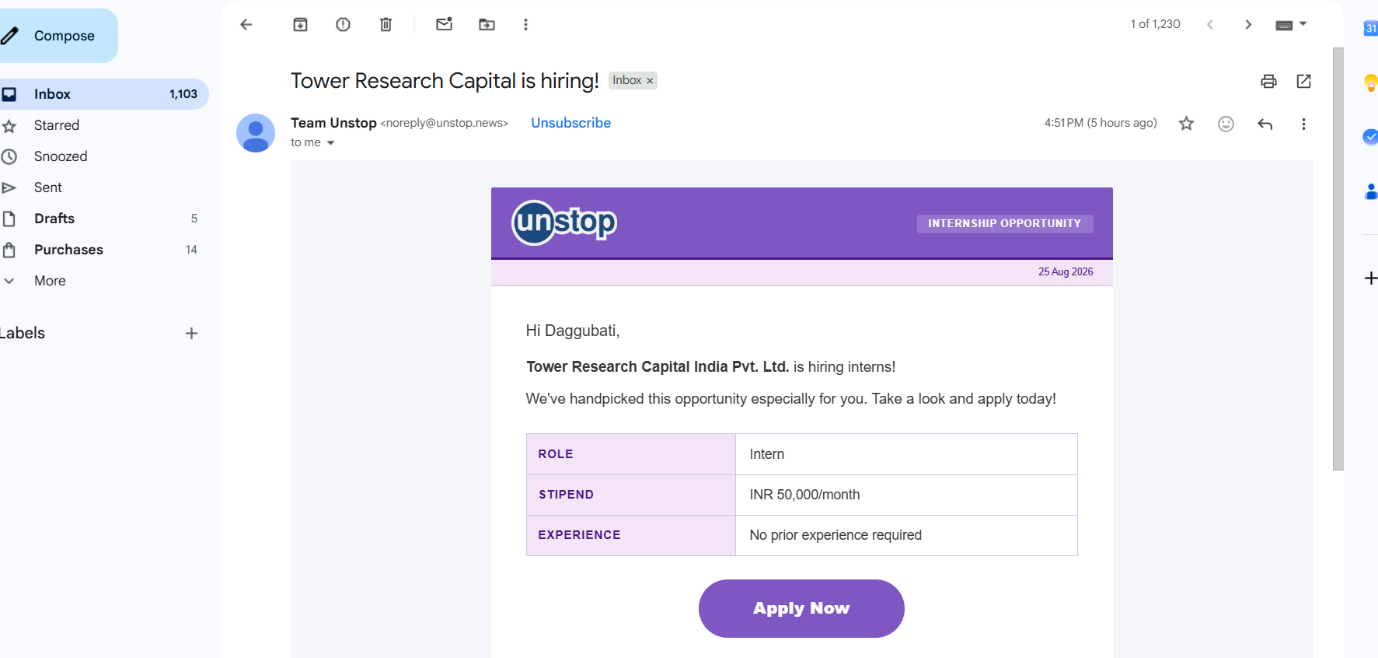 Compose
1 of 1,230
31
Inbox 1,103
Starred
Snoozed
Sent
Drafts 5
Purchases 14
More
Labels
Tower Research Capital is hiring! Inbox ×
Team Unstop <noreply@unstop.news> Unsubscribe 4:51 PM (5 hours ago)
to me
unstop INTERNSHIP OPPORTUNITY
25 Aug 2026
Hi Daggubati,
Tower Research Capital India Pvt. Ltd. is hiring interns!
We've handpicked this opportunity especially for you. Take a look and apply today!
ROLE Intern
STIPEND INR 50,000/month
EXPERIENCE No prior experience required
Apply Now